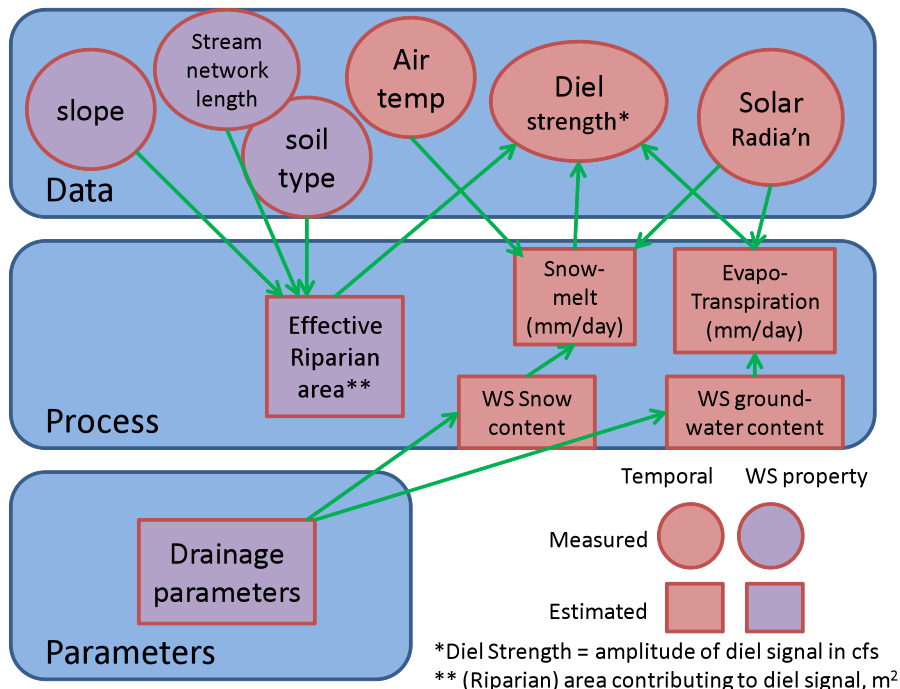 slope
Stream
network
length
soil
type
Air
temp
Diel
strength*
Solar
Radia'n
Data
Effective
Riparian
area**
Snow-
melt
(mm/day)
Evapo-
Transpiration
(mm/day)
WS Snow
content
WS ground-
water content
Process
Drainage
parameters
Parameters
Temporal WS property
Measured
Estimated
*Diel Strength = amplitude of diel signal in cfs
** (Riparian) area contributing to diel signal, m²